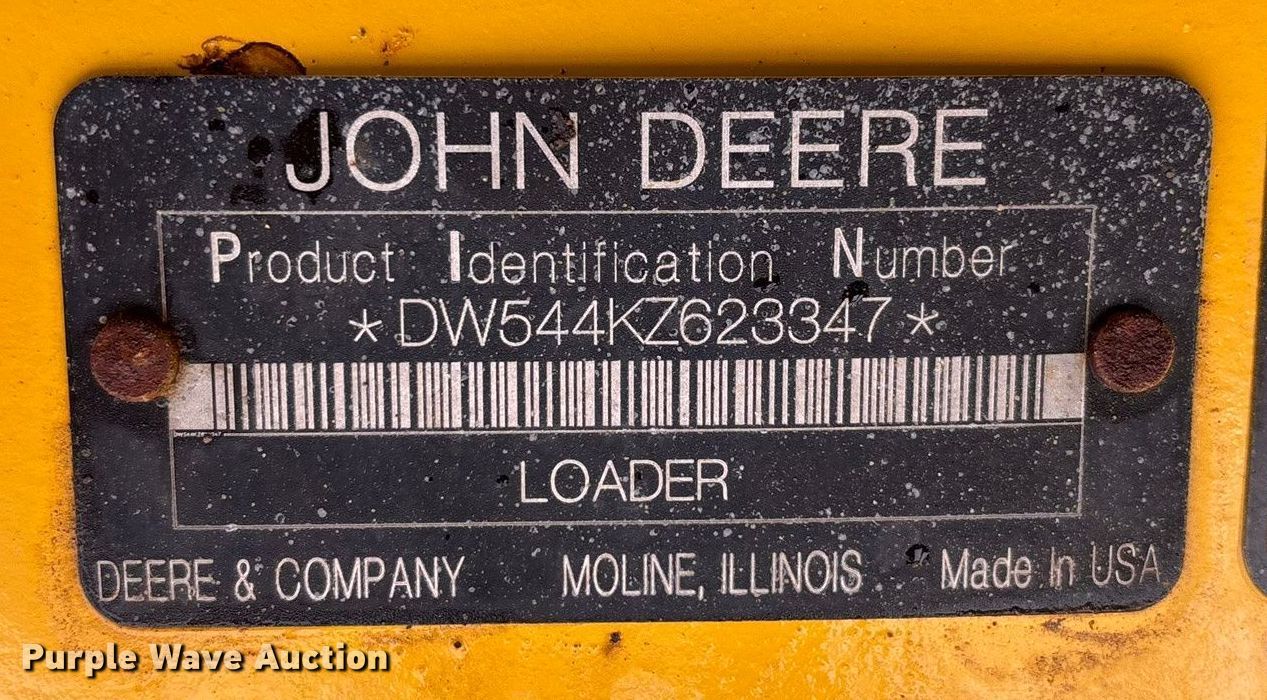 JOHN DEERE
Product Identification Number
*DW544KZ623347*
LOADER
DEERE & COMPANY MOLINE, ILLINOIS Made In USA
Purple Wave Auction